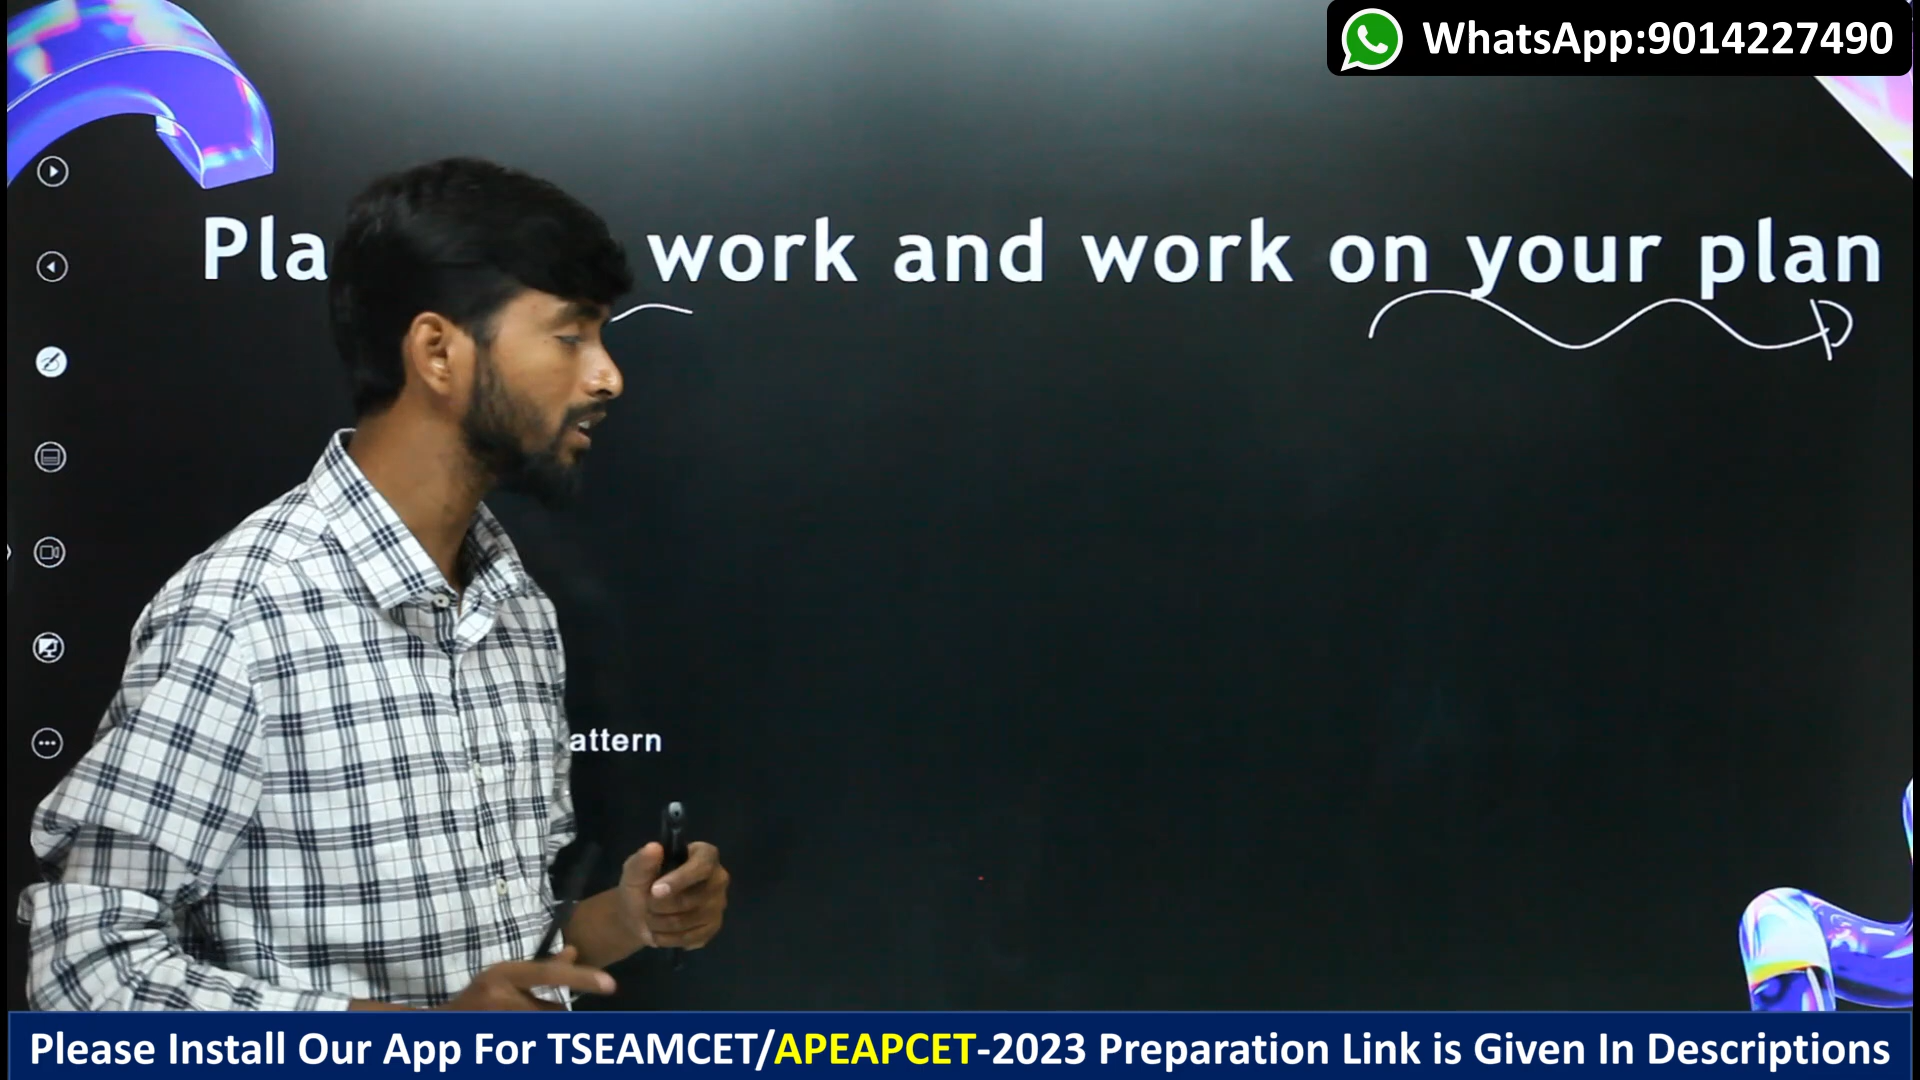 WhatsApp:9014227490
Pla work and work on your plan
attern
Please Install Our App For TSEAMCET/APEAPCET-2023 Preparation Link is Given In Descriptions